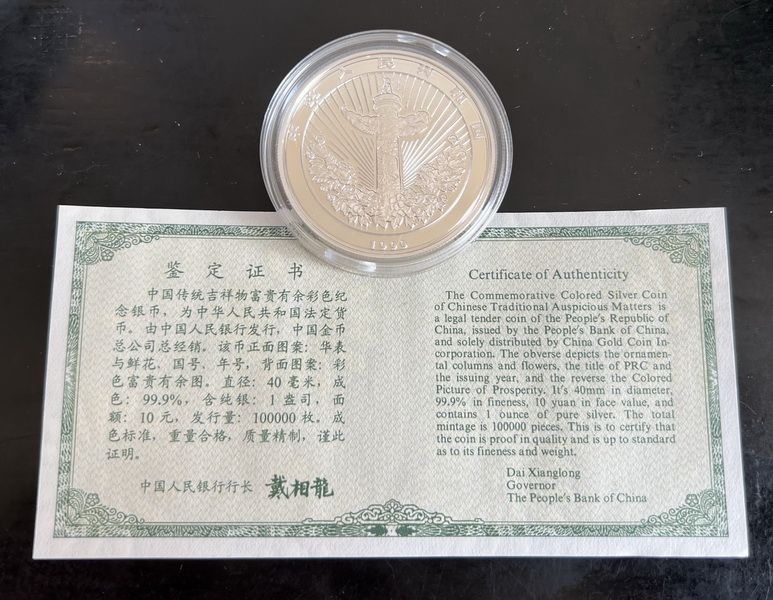 中华人民共和国
1999
鉴定证书
中国传统吉祥物富贵有余彩色纪
念银币，为中华人民共和国法定货
币。由中国人民银行发行，中国金币
总公司总经销。该币正面图案：华表
与鲜花，国号、年号，背面图案：彩
色富贵有余图。直径：40毫米，成
色：99.9%，含纯银：1盎司，面
额：10元，发行量：100000枚。成
色标准，重量合格，质量精制，谨此
证明。
中国人民银行行长 戴相龍
Certificate of Authenticity
The Commemorative Colored Silver Coin
of Chinese Traditional Auspicious Matters is
a legal tender coin of the People's Republic of
China, issued by the People's Bank of China,
and solely distributed by China Gold Coin In-
corporation. The obverse depicts the ornamen-
tal columns and flowers, the title of PRC and
the issuing year, and the reverse the Colored
Picture of Prosperity. It's 40mm in diameter,
99.9% in fineness, 10 yuan in face value, and
contains 1 ounce of pure silver. The total
mintage is 100000 pieces. This is to certify that
the coin is proof in quality and is up to standard
as to its fineness and weight.
Dai Xianglong
Governor
The People's Bank of China